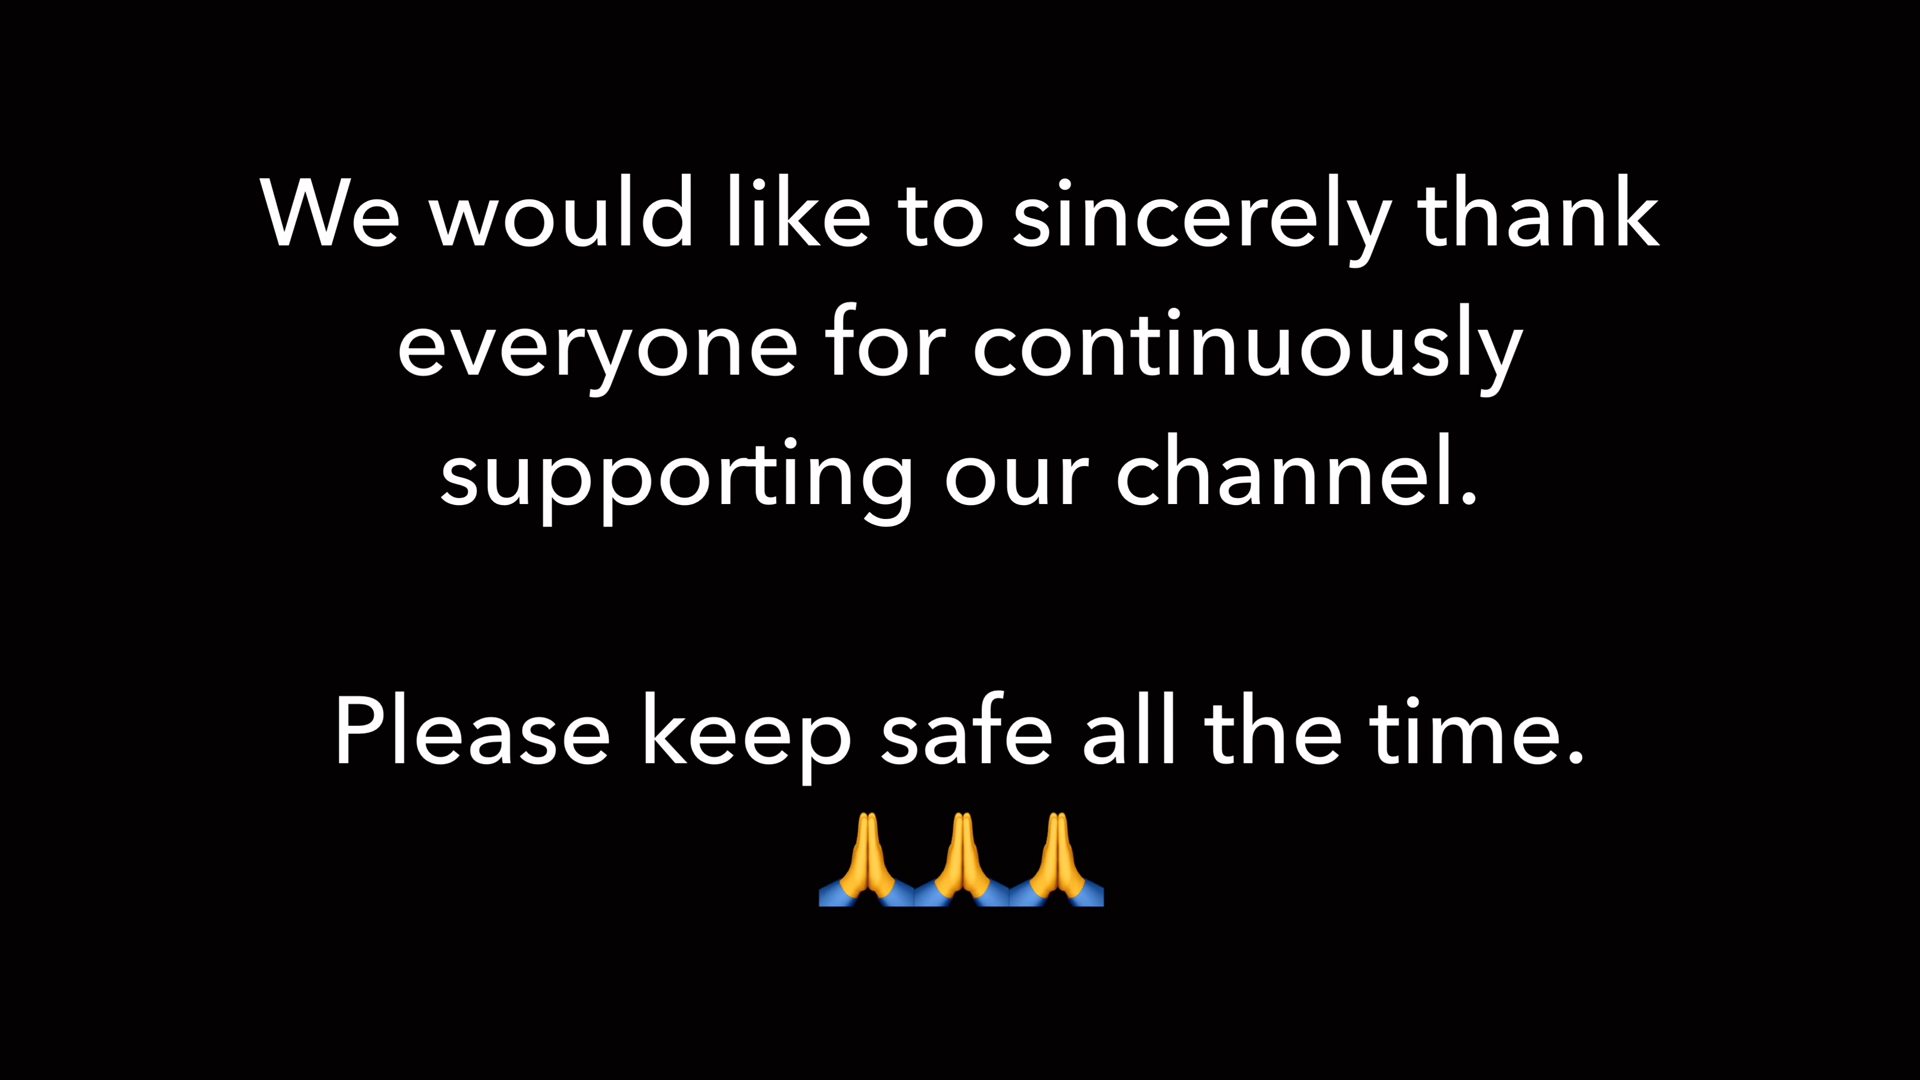 We would like to sincerely thank
everyone for continuously
supporting our channel.
Please keep safe all the time.
🙏🙏🙏